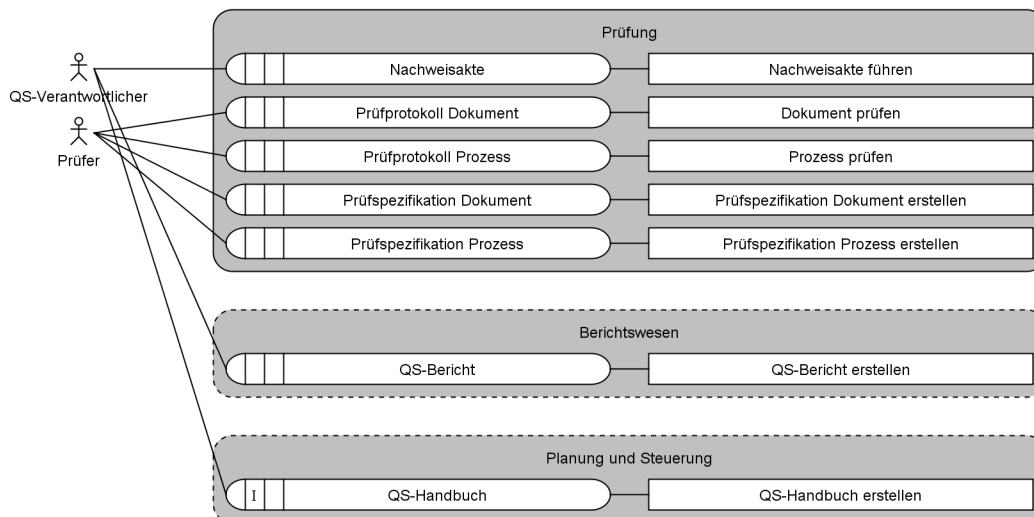 Prüfung
Nachweisakte
Nachweisakte führen
QS-Verantwortlicher
Prüfprotokoll Dokument
Dokument prüfen
Prüfer
Prüfprotokoll Prozess
Prozess prüfen
Prüfspezifikation Dokument
Prüfspezifikation Dokument erstellen
Prüfspezifikation Prozess
Prüfspezifikation Prozess erstellen
Berichtswesen
QS-Bericht
QS-Bericht erstellen
Planung und Steuerung
I
QS-Handbuch
QS-Handbuch erstellen